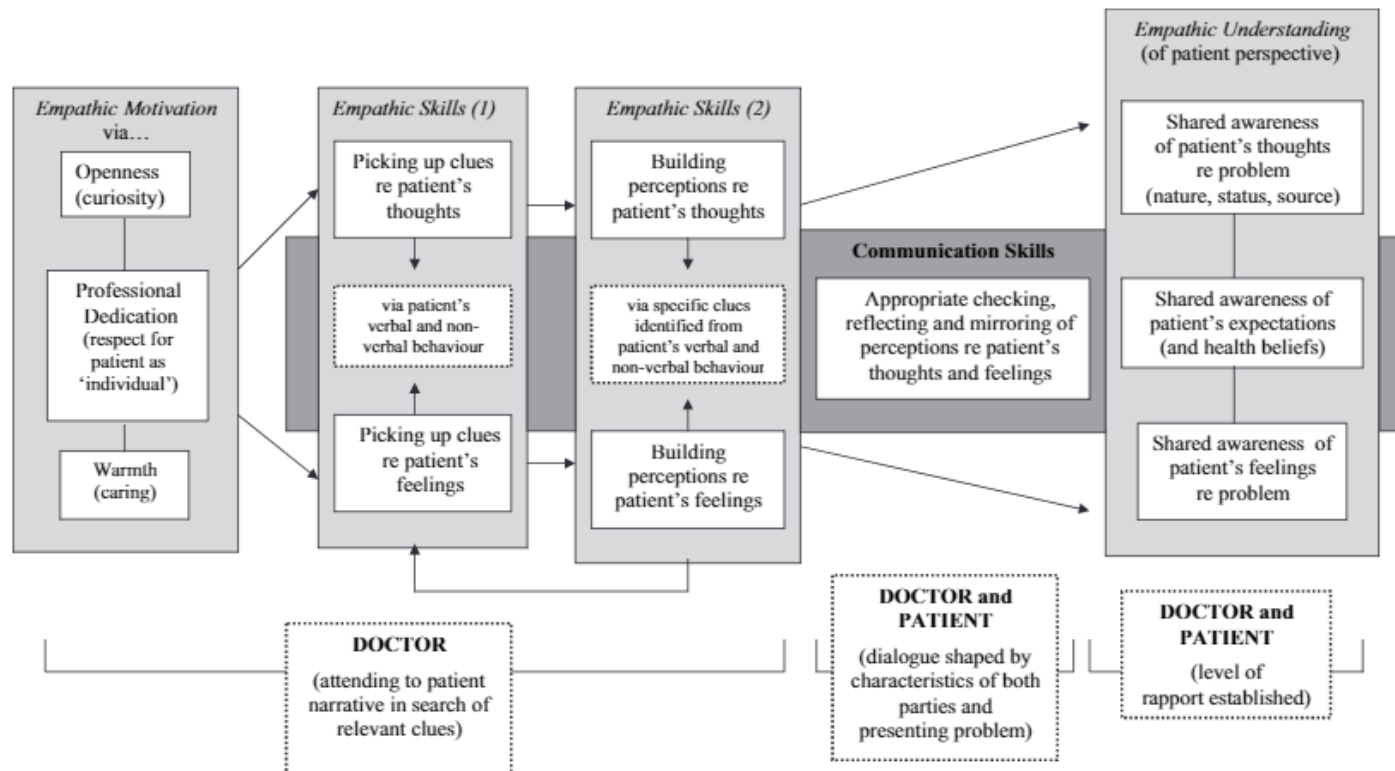 Empathic Motivation
via…
Openness
(curiosity)
Professional
Dedication
(respect for
patient as
‘individual’)
Warmth
(caring)
Empathic Skills (1)
Picking up clues
re patient’s
thoughts
via patient’s
verbal and non-
verbal behaviour
Picking up clues
re patient’s
feelings
Empathic Skills (2)
Building
perceptions re
patient’s thoughts
via specific clues
identified from
patient’s verbal and
non-verbal behaviour
Building
perceptions re
patient’s feelings
Communication Skills
Appropriate checking,
reflecting and mirroring of
perceptions re patient’s
thoughts and feelings
Empathic Understanding
(of patient perspective)
Shared awareness
of patient’s thoughts
re problem
(nature, status, source)
Shared awareness of
patient’s expectations
(and health beliefs)
Shared awareness of
patient’s feelings
re problem
DOCTOR
(attending to patient
narrative in search of
relevant clues)
DOCTOR and
PATIENT
(dialogue shaped by
characteristics of both
parties and
presenting problem)
DOCTOR and
PATIENT
(level of
rapport established)